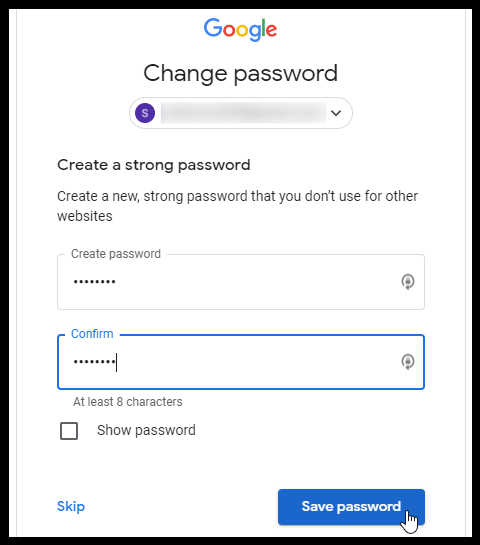 Google
Change password
S
Create a strong password
Create a new, strong password that you don’t use for other
websites
Create password
••••••••
Confirm
••••••••
At least 8 characters
Show password
Skip
Save password